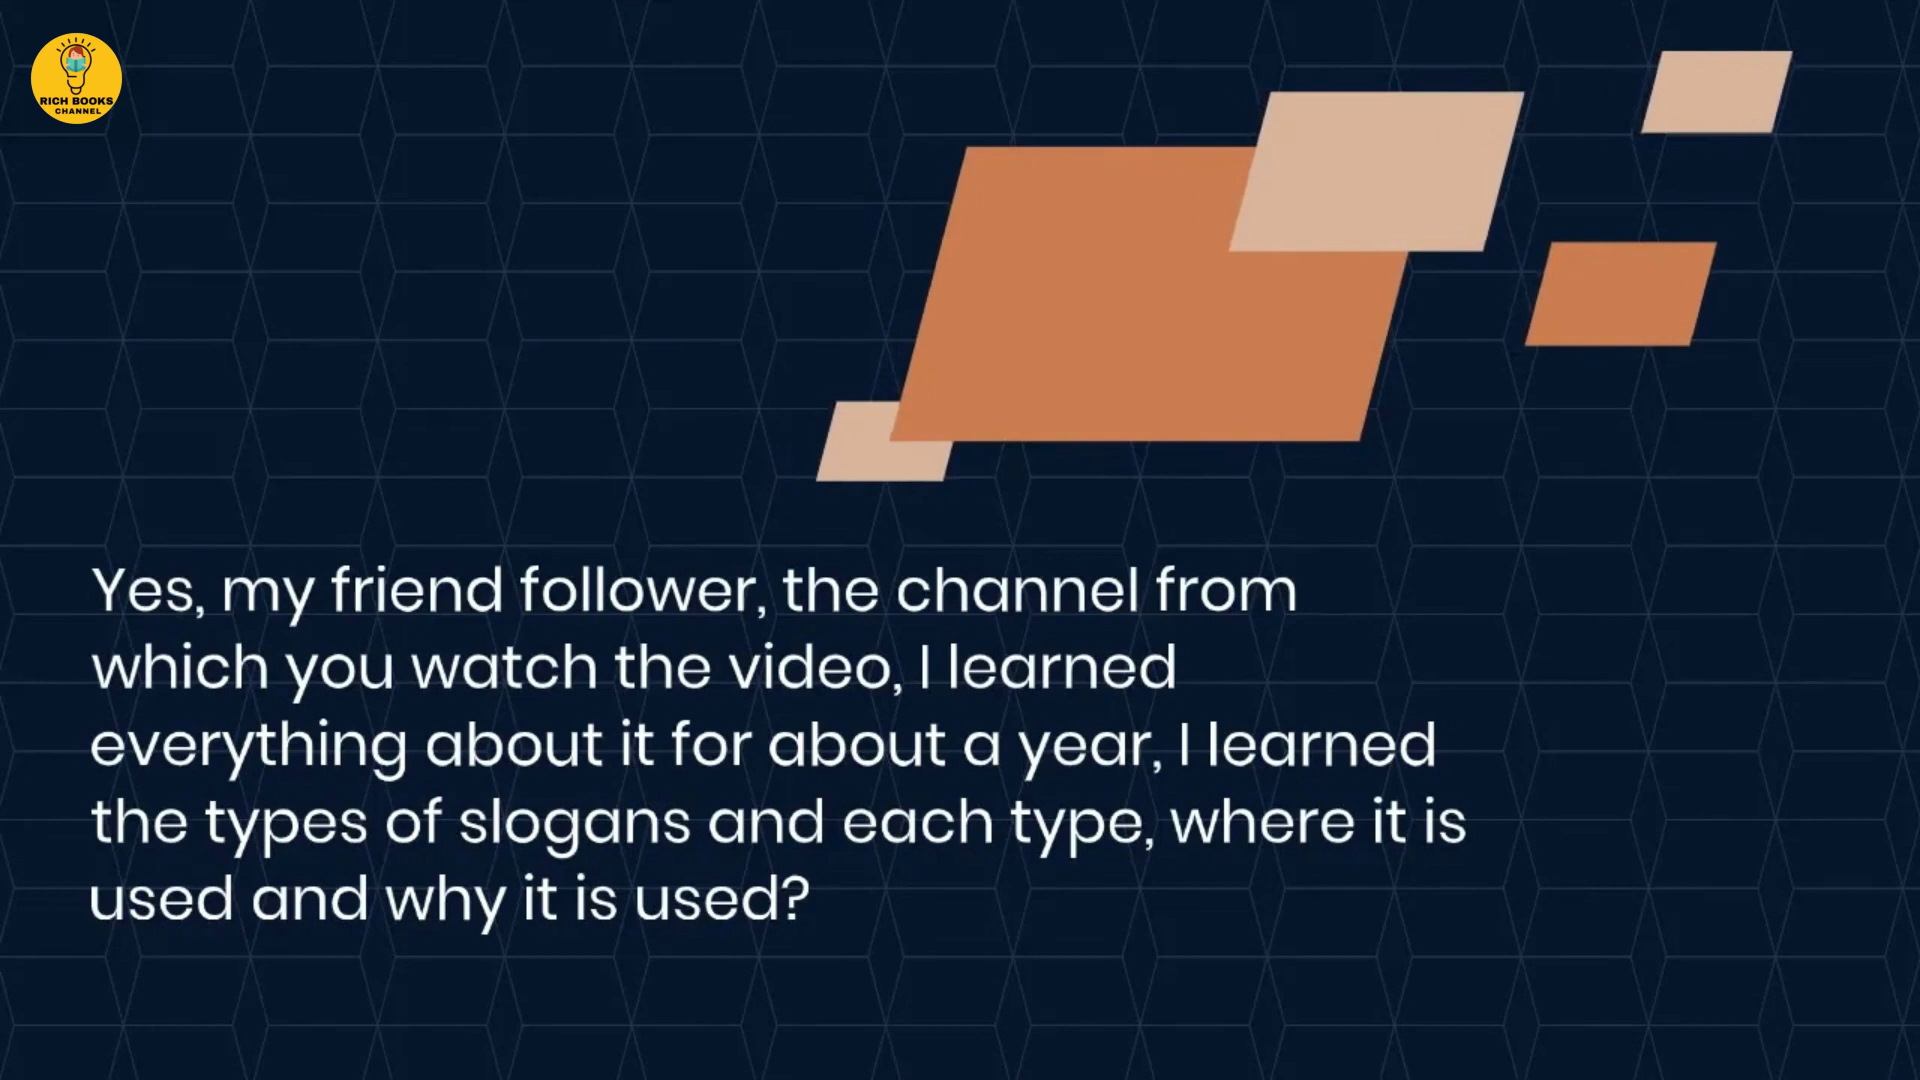 RICH BOOKS
CHANNEL
Yes, my friend follower, the channel from
which you watch the video, I learned
everything about it for about a year, I learned
the types of slogans and each type, where it is
used and why it is used?